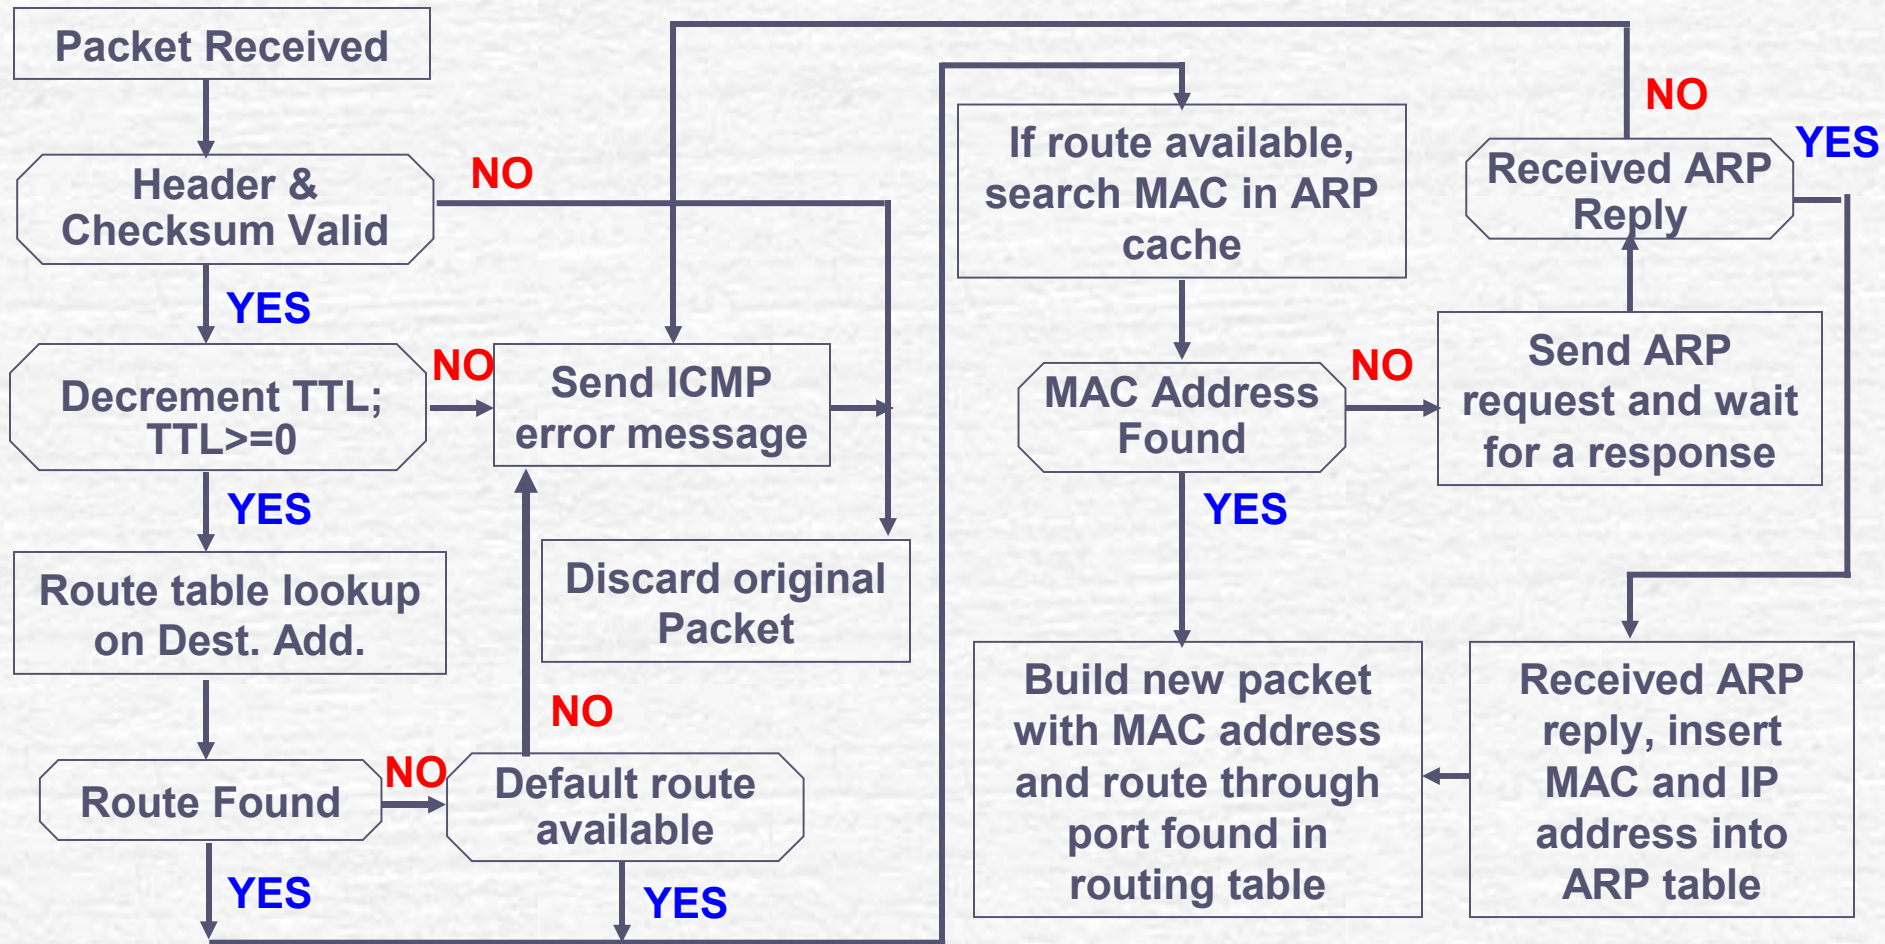 Packet Received
Header &
Checksum Valid
NO
YES
Decrement TTL;
TTL>=0
NO
YES
Send ICMP
error message
Route table lookup
on Dest. Add.
Discard original
Packet
Route Found
NO
YES
Default route
available
NO
YES
If route available,
search MAC in ARP
cache
MAC Address
Found
NO
YES
Send ARP
request and wait
for a response
Received ARP
Reply
NO
YES
Received ARP
reply, insert
MAC and IP
address into
ARP table
Build new packet
with MAC address
and route through
port found in
routing table